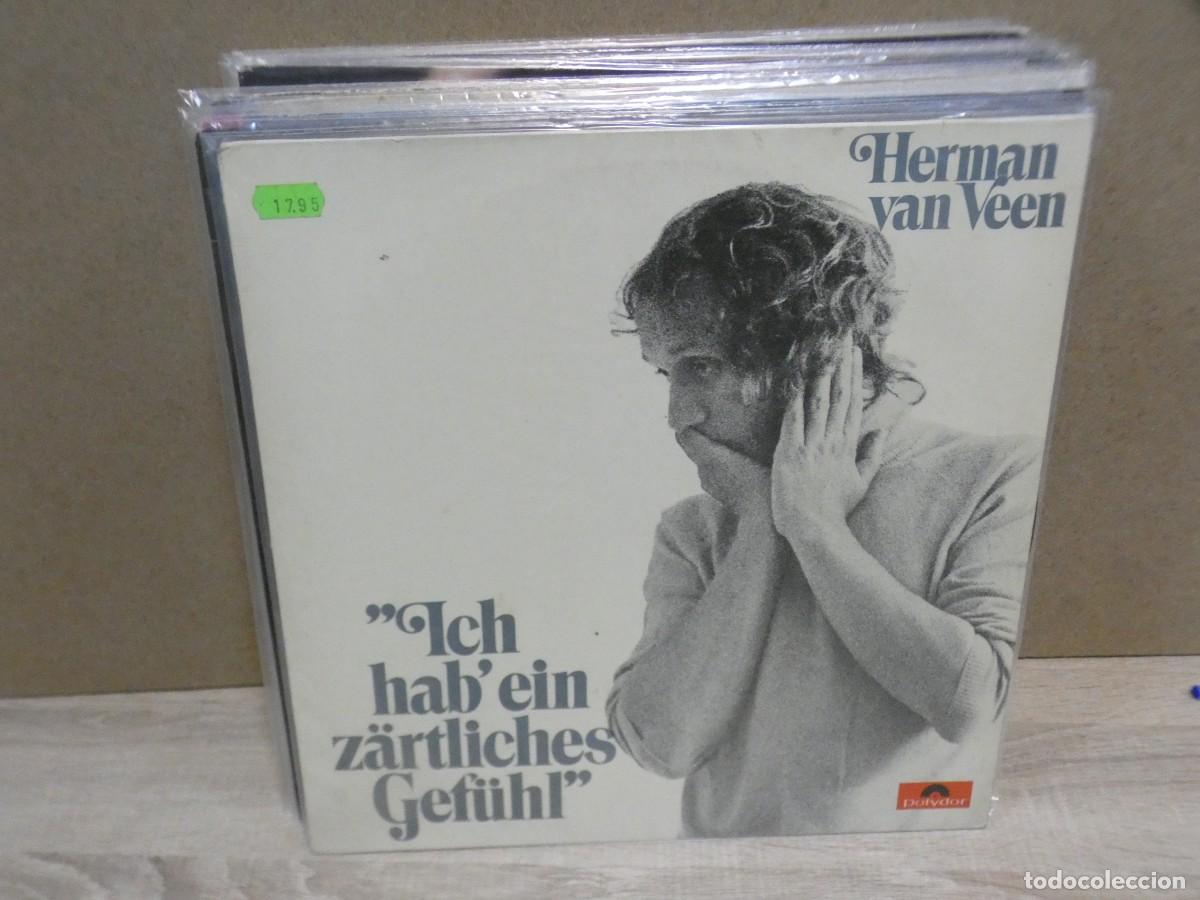 Herman
van Veen
17.95
"Ich
hab' ein
zärtliches
Gefühl"
Polydor
todocoleccion